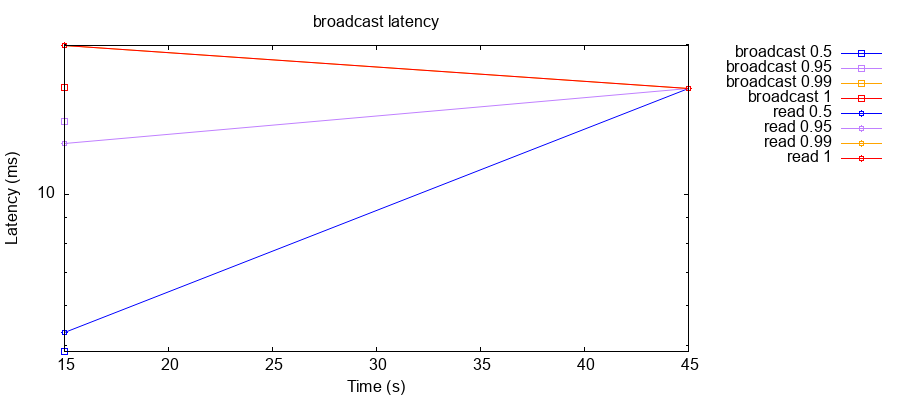 broadcast latency
broadcast 0.5
broadcast 0.95
broadcast 0.99
broadcast 1
read 0.5
read 0.95
read 0.99
read 1
Latency (ms)
10
15 20 25 30 35 40 45
Time (s)